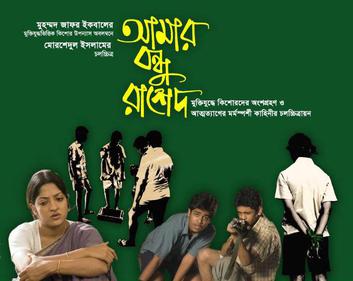 মুহম্মদ জাফর ইকবালের
মুক্তিযুদ্ধভিত্তিক কিশোর উপন্যাস অবলম্বনে
মোরশেদুল ইসলামের
চলচ্চিত্র
আমার
বন্ধু
রাশেদ
মুক্তিযুদ্ধে কিশোরদের অংশগ্রহণ ও
আত্মত্যাগের মর্মস্পর্শী কাহিনীর চলচ্চিত্রায়ন